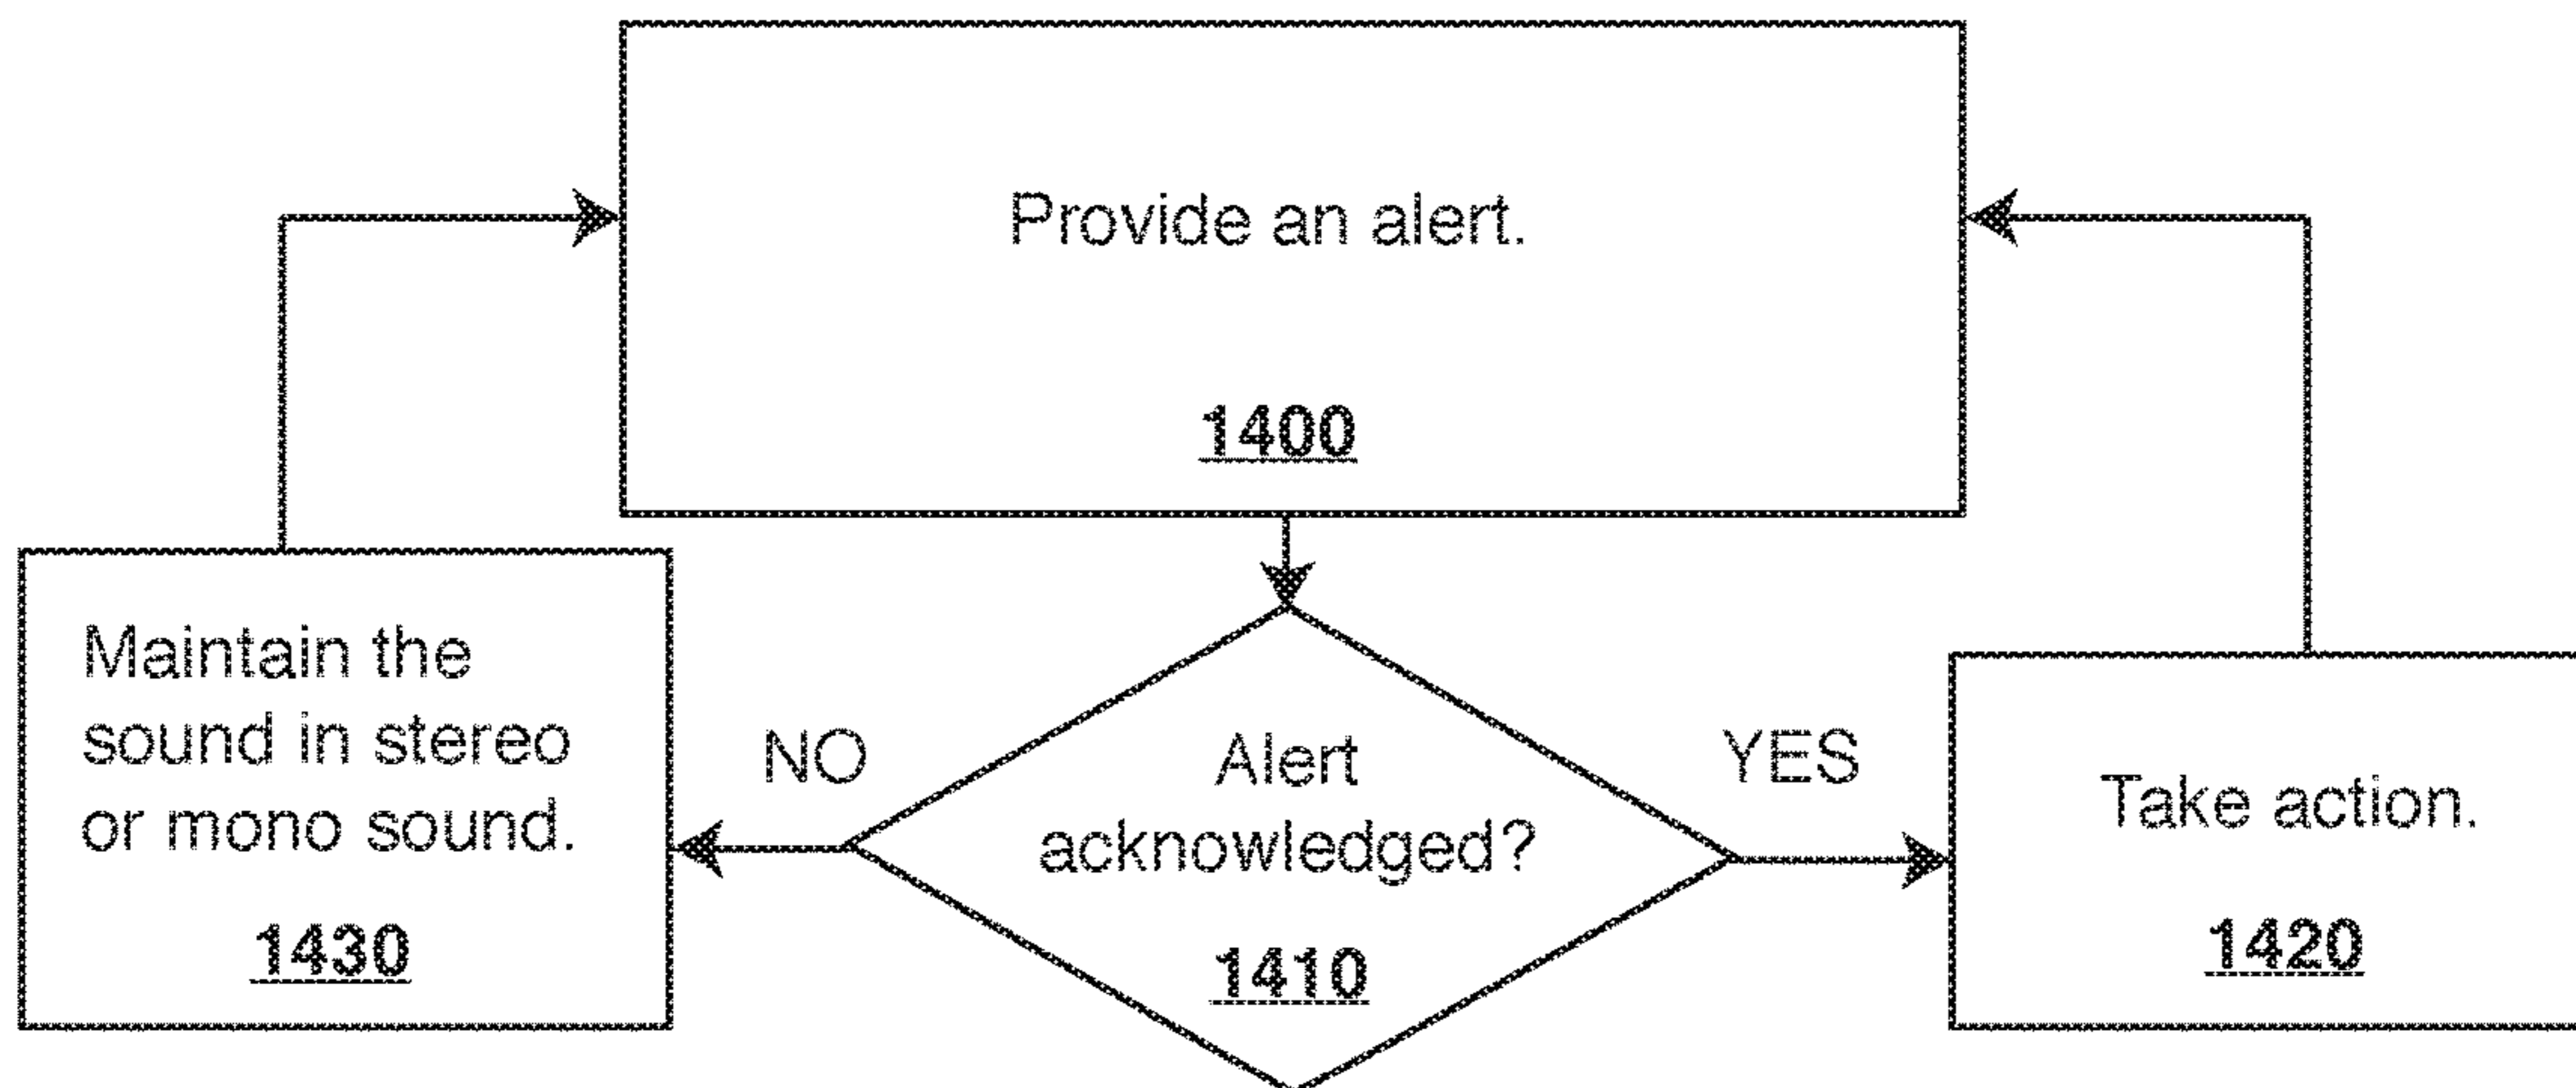 Provide an alert.
1400
Maintain the
sound in stereo
or mono sound.
1430
NO
Alert
acknowledged?
1410
YES
Take action.
1420